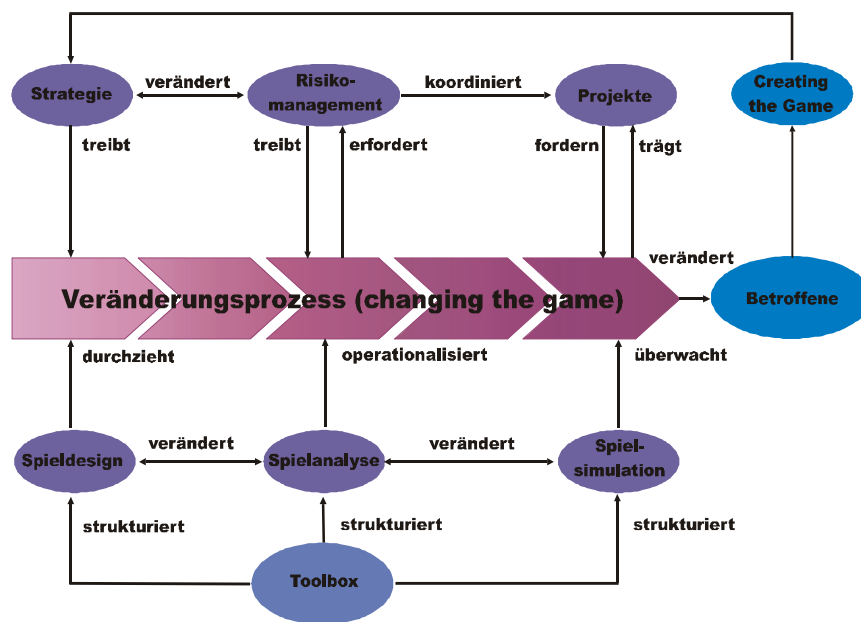 Strategie
verändert
Risiko-
management
koordiniert
Projekte
Creating
the Game
treibt
treibt
erfordert
fordern
trägt
verändert
Veränderungsprozess (changing the game)
Betroffene
durchzieht
operationalisiert
überwacht
Spieldesign
verändert
Spielanalyse
verändert
Spiel-
simulation
strukturiert
strukturiert
strukturiert
Toolbox